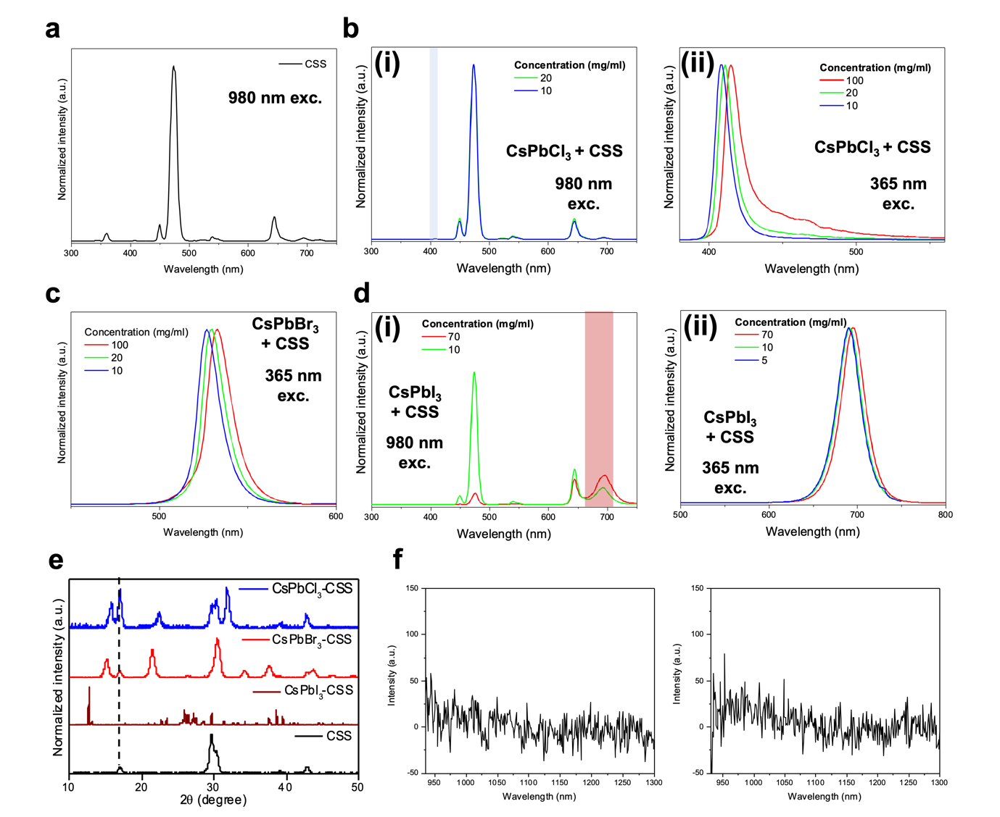 a
Normalized intensity (a.u.)
CSS
980 nm exc.
300 400 500 600 700
Wavelength (nm)
b
(i)
Normalized intensity (a.u.)
Concentration (mg/ml)
20
10
CsPbCl3 + CSS
980 nm
exc.
300 400 500 600 700
Wavelength (nm)
(ii)
Normalized intensity (a.u.)
Concentration (mg/ml)
100
20
10
CsPbCl3 + CSS
365 nm
exc.
400 500
Wavelength (nm)
c
Normalized intensity (a.u.)
Concentration (mg/ml)
100
20
10
CsPbBr3
+ CSS
365 nm
exc.
500 600
Wavelength (nm)
d
(i)
Normalized intensity (a.u.)
Concentration (mg/ml)
70
10
CsPbI3
+ CSS
980 nm
exc.
300 400 500 600 700
Wavelength (nm)
(ii)
Normalized intensity (a.u.)
Concentration (mg/ml)
70
10
5
CsPbI3
+ CSS
365 nm
exc.
500 600 700 800
Wavelength (nm)
e
Normalized intensity (a.u.)
CsPbCl3-CSS
CsPbBr3-CSS
CsPbI3-CSS
CSS
10 20 30 40 50
2θ (degree)
f
Intensity (a.u.)
150
100
50
0
-50
950 1000 1050 1100 1150 1200 1250 1300
Wavelength (nm)
Intensity (a.u.)
150
100
50
0
-50
950 1000 1050 1100 1150 1200 1250 1300
Wavelength (nm)